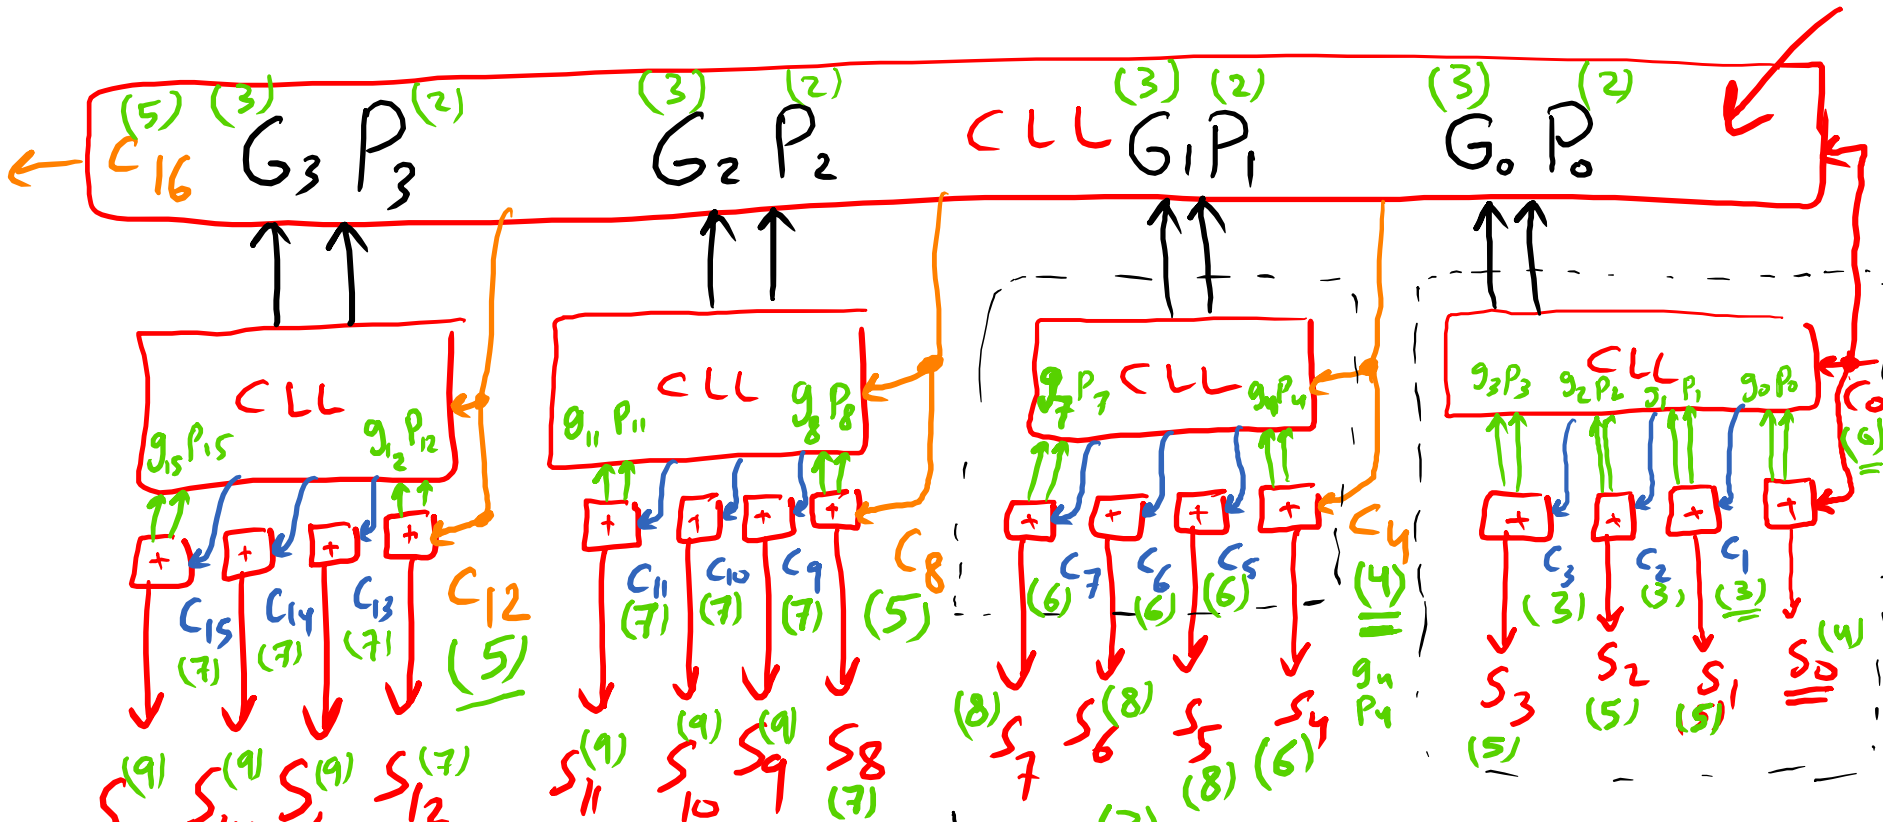 (5) (3) (2) (3) (2) (3) (2) (3) (2)
C16 G3 P3 G2 P2 CLL G1 P1 G0 P0
CLL CLL CLL CLL
g15 P15 g12 P12 g11 P11 g8 P8 g7 P7 g4 P4 g3 P3 g2 P2 g1 P1 g0 P0 C0
(0)
+ + + + + + + + + + + + + + + +
C15 C14 C13 C12 C11 C10 C9 C8 C7 C6 C5 C4 C3 C2 C1
(7) (7) (7) (5) (7) (7) (7) (5) (6) (6) (6) (4) (3) (3) (3)
g4
P4
S12 S11 S10 S9 S8 S7 S6 S5 S4 S3 S2 S1 S0
(9) (9) (9) (7) (9) (9) (9) (7) (8) (8) (8) (6) (5) (5) (5) (4)